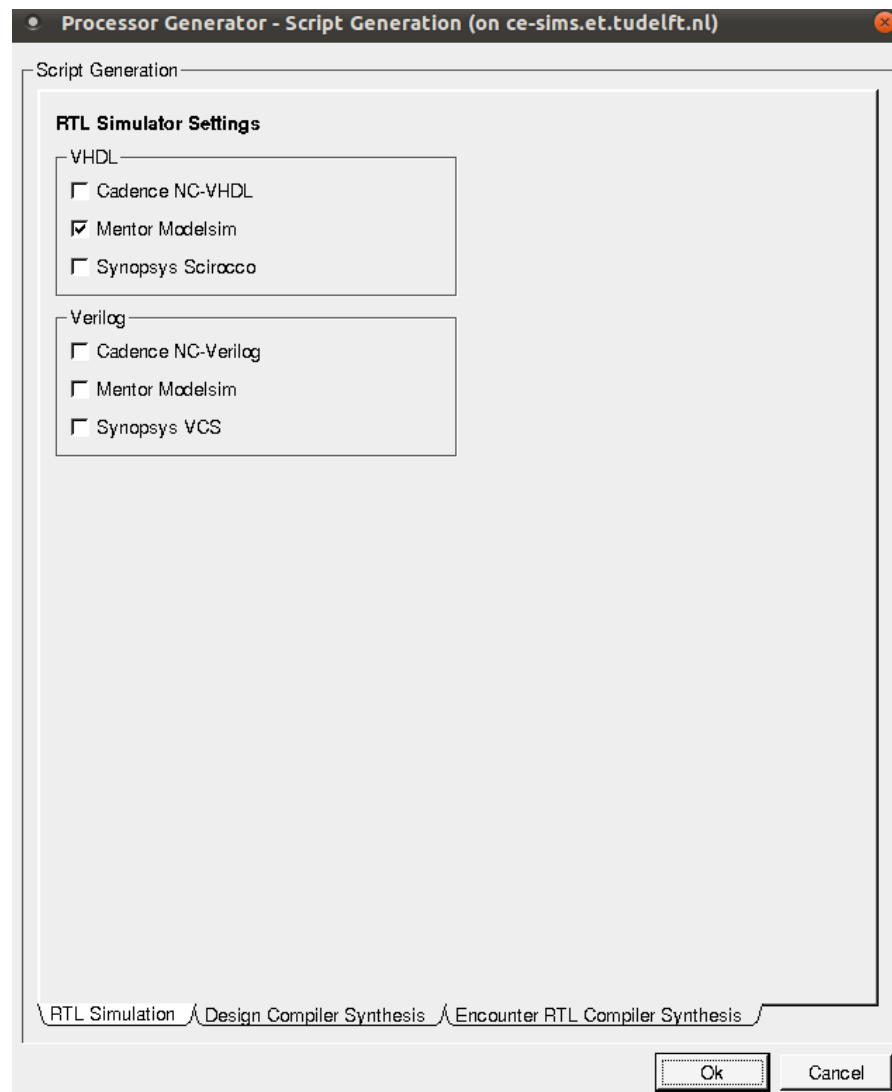 Processor Generator - Script Generation (on ce-sims.et.tudelft.nl)
Script Generation
RTL Simulator Settings
VHDL
Cadence NC-VHDL
Mentor Modelsim
Synopsys Scirocco
Verilog
Cadence NC-Verilog
Mentor Modelsim
Synopsys VCS
RTL Simulation Design Compiler Synthesis Encounter RTL Compiler Synthesis
Ok Cancel